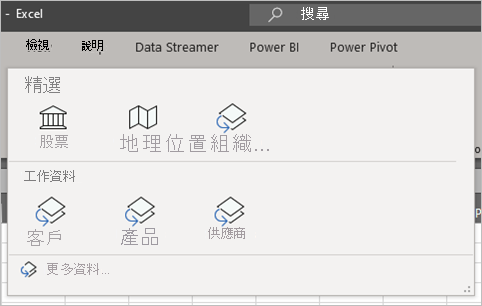 - Excel
搜尋
檢視 說明 Data Streamer Power BI Power Pivot
精選
股票 地理位置組織...
工作資料
客戶 產品 供應商
更多資料...